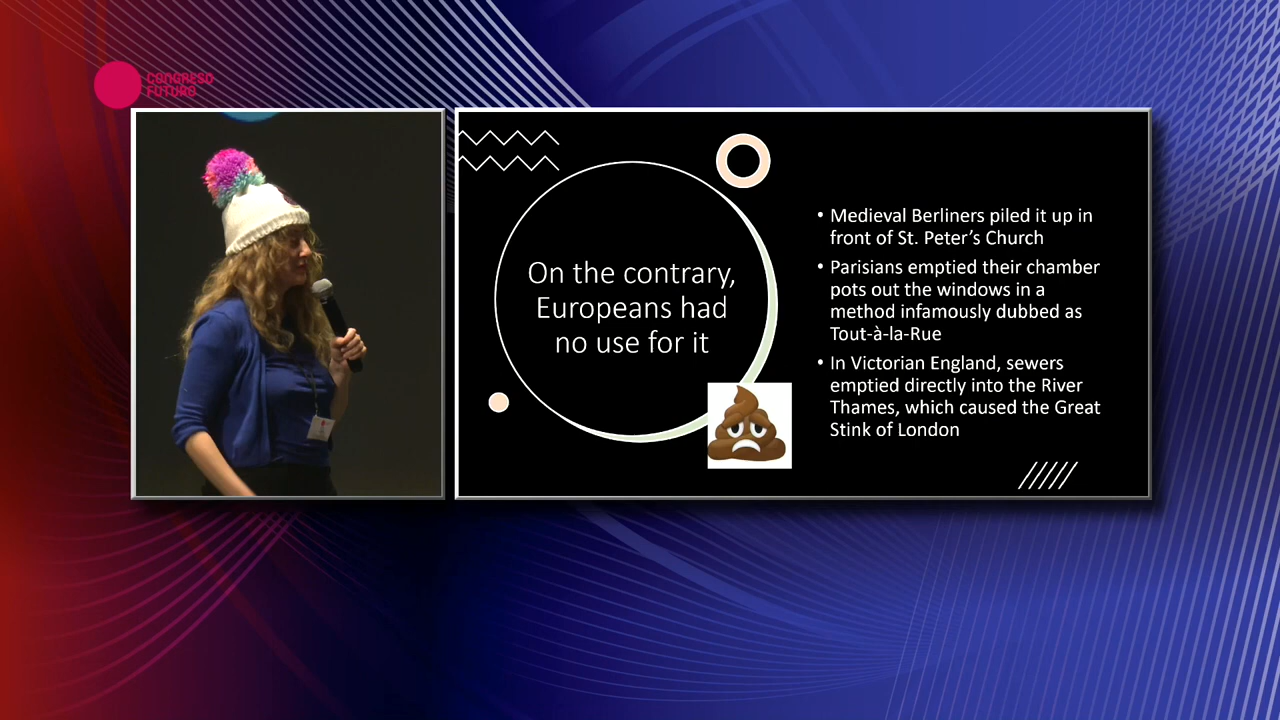 CONGRESO
FUTURO
On the contrary,
Europeans had
no use for it
• Medieval Berliners piled it up in
front of St. Peter’s Church
• Parisians emptied their chamber
pots out the windows in a
method infamously dubbed as
Tout-à-la-Rue
• In Victorian England, sewers
emptied directly into the River
Thames, which caused the Great
Stink of London